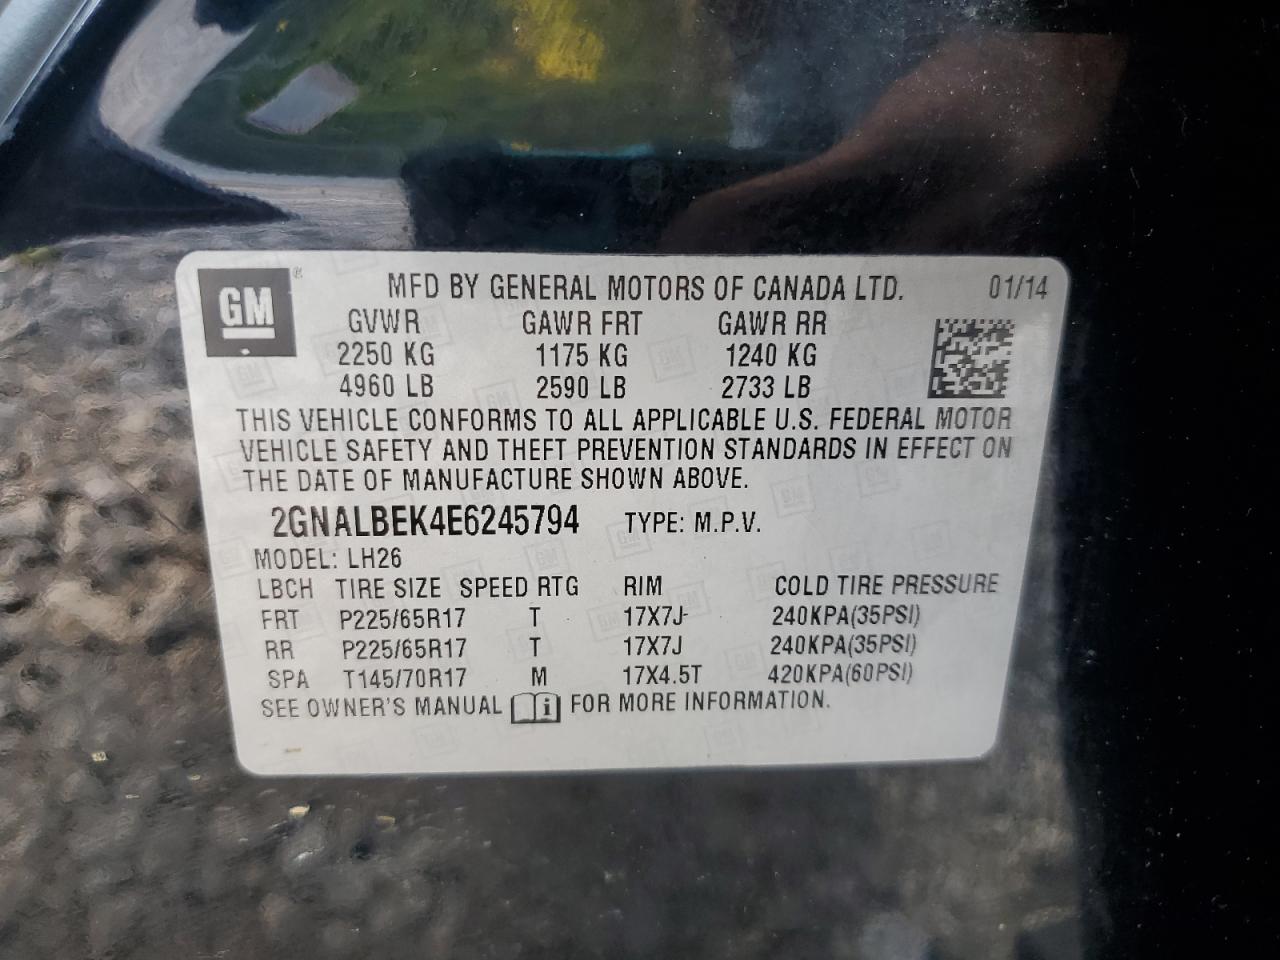 GM ® MFD BY GENERAL MOTORS OF CANADA LTD. 01/14
GVWR GAWR FRT GAWR RR
2250 KG 1175 KG 1240 KG
4960 LB 2590 LB 2733 LB
THIS VEHICLE CONFORMS TO ALL APPLICABLE U.S. FEDERAL MOTOR
VEHICLE SAFETY AND THEFT PREVENTION STANDARDS IN EFFECT ON
THE DATE OF MANUFACTURE SHOWN ABOVE.
2GNALBEK4E6245794 TYPE: M.P.V.
MODEL: LH26
LBCH TIRE SIZE SPEED RTG RIM COLD TIRE PRESSURE
FRT P225/65R17 T 17X7J 240KPA(35PSI)
RR P225/65R17 T 17X7J 240KPA(35PSI)
SPA T145/70R17 M 17X4.5T 420KPA(60PSI)
SEE OWNER'S MANUAL i FOR MORE INFORMATION.